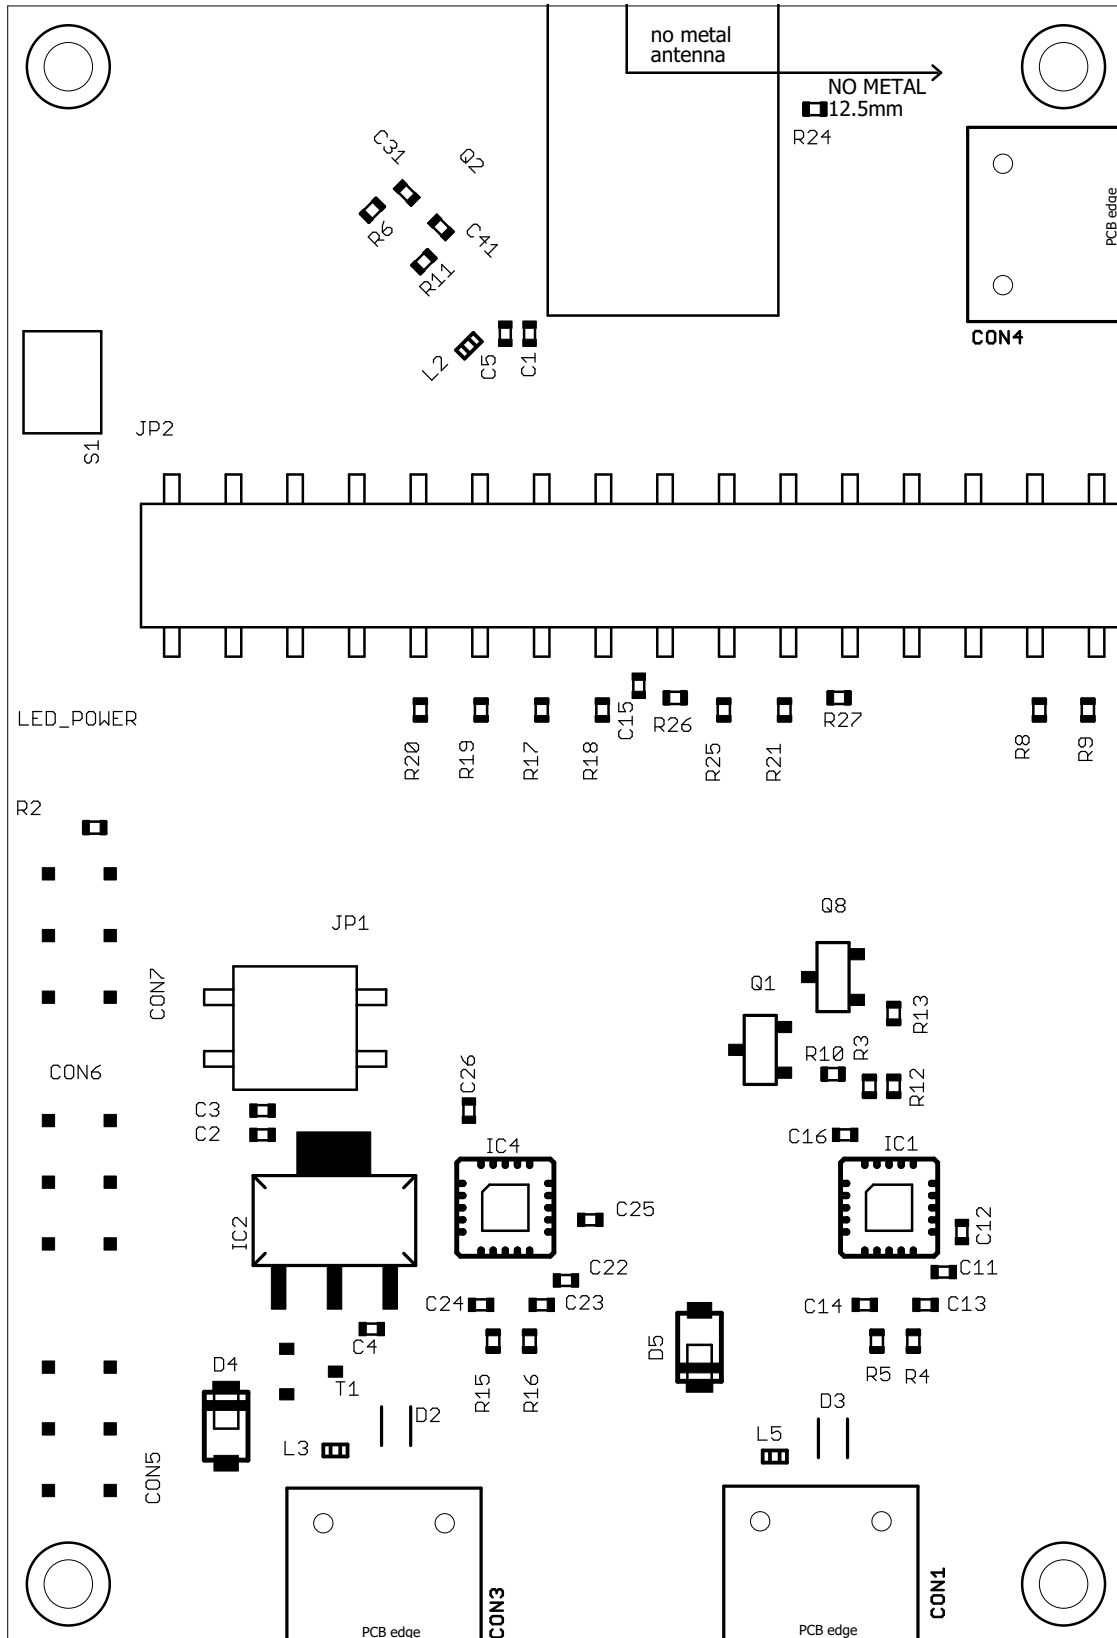 no metal
antenna
NO METAL
12.5mm
R24
C31
Q2
R6
C41
R11
PCB edge
CON4
L2
C5
C1
S1
JP2
LED_POWER
R20
R19
R17
R18
C15
R26
R25
R21
R27
R8
R9
R2
JP1
Q8
CON7
Q1
R13
R10
R3
R12
CON6
C26
C3
C2
C16
IC4
IC1
IC2
C25
C12
C22
C11
C24
C23
C14
C13
C4
D5
R15
R16
R5
R4
D4
T1
D2
D3
L3
L5
CON5
CON3
CON1
PCB edge
PCB edge